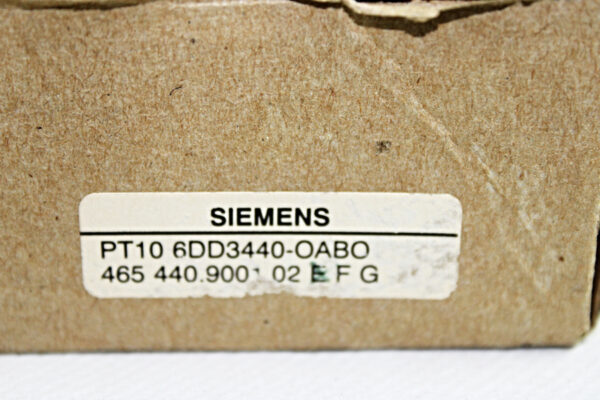 SIEMENS
PT10 6DD3440-OABO
465 440.9001 02 E F G